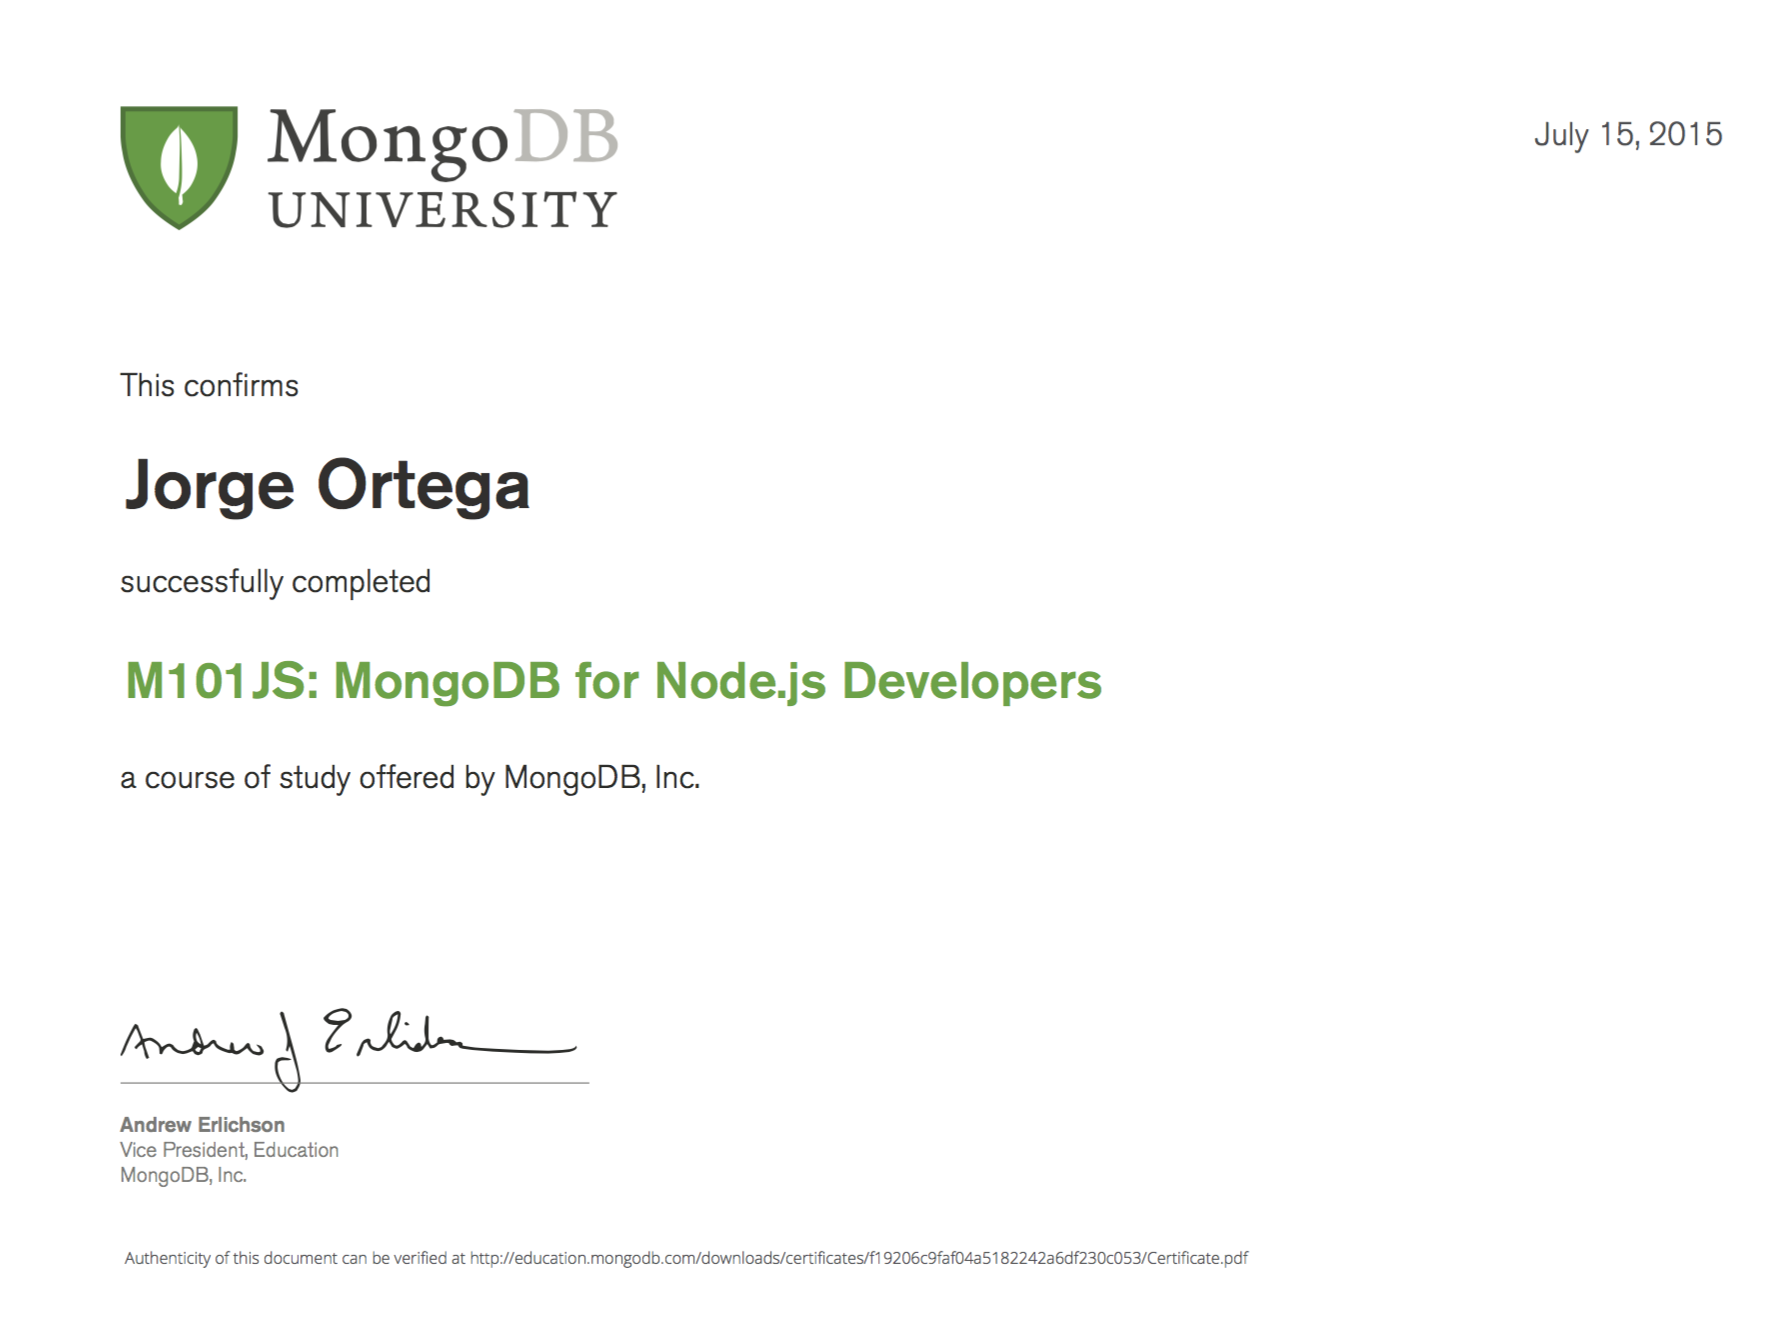 MongoDB
UNIVERSITY
July 15, 2015
This confirms
Jorge Ortega
successfully completed
M101JS: MongoDB for Node.js Developers
a course of study offered by MongoDB, Inc.
Andrew J Erlichson
Andrew Erlichson
Vice President, Education
MongoDB, Inc.
Authenticity of this document can be verified at http://education.mongodb.com/downloads/certificates/f19206c9faf04a5182242a6df230c053/Certificate.pdf